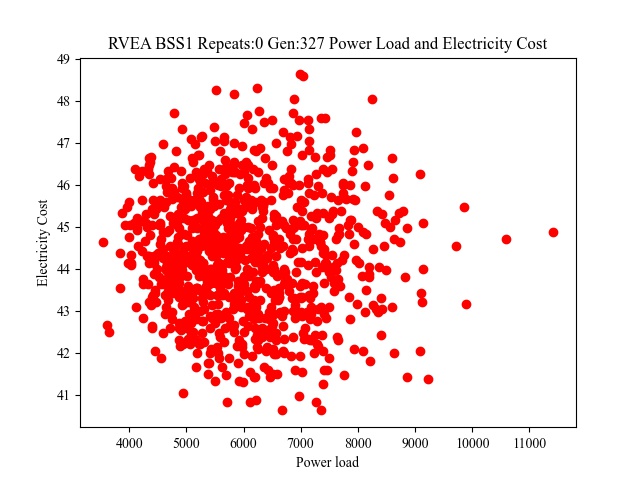 RVEA BSS1 Repeats:0 Gen:327 Power Load and Electricity Cost
49
48
47
46
45
44
43
42
41
Electricity Cost
4000 5000 6000 7000 8000 9000 10000 11000
Power load